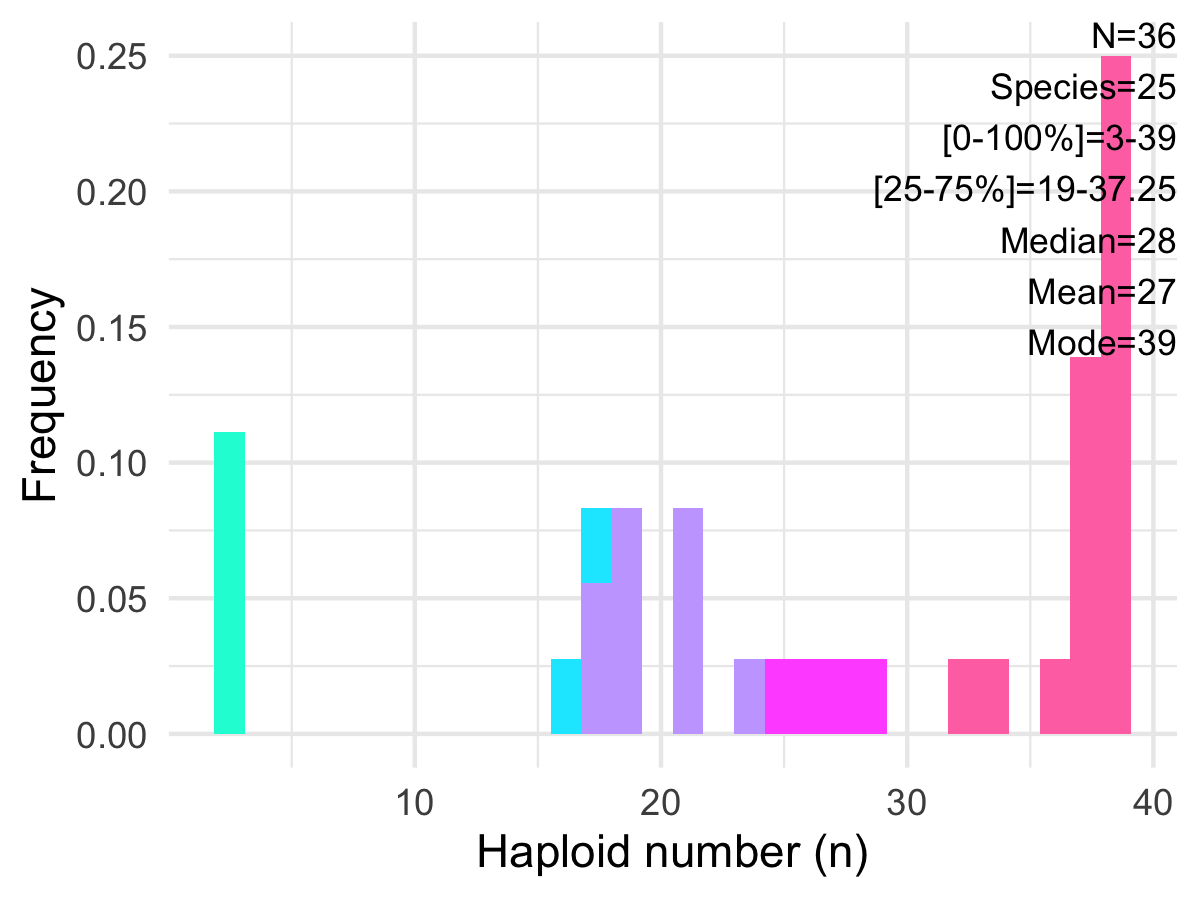 N=36
0.25
Species=25
[0-100%]=3-39
0.20
[25-75%]=19-37.25
Median=28
Mean=27
0.15
Mode=39
Frequency
0.10
0.05
0.00
10 20 30 40
Haploid number (n)